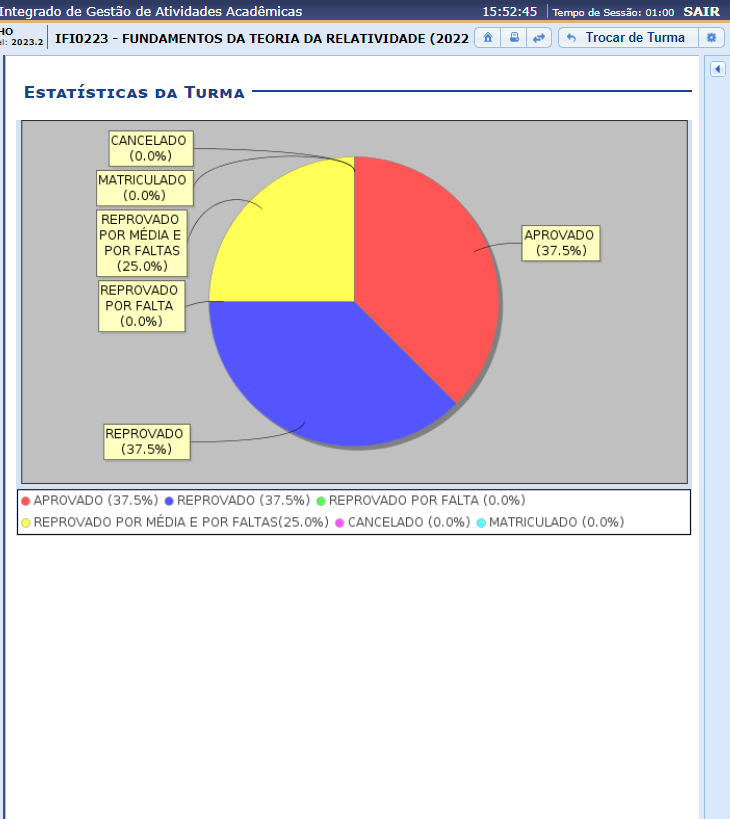 Integrado de Gestão de Atividades Acadêmicas 15:52:45 Tempo de Sessão: 01:00 SAIR
HO
el: 2023.2
IFI0223 - FUNDAMENTOS DA TEORIA DA RELATIVIDADE (2022
Trocar de Turma
Estatísticas da Turma
CANCELADO
(0.0%)
MATRICULADO
(0.0%)
REPROVADO
POR MÉDIA E
POR FALTAS
(25.0%)
REPROVADO
POR FALTA
(0.0%)
REPROVADO
(37.5%)
APROVADO
(37.5%)
APROVADO (37.5%) REPROVADO (37.5%) REPROVADO POR FALTA (0.0%)
REPROVADO POR MÉDIA E POR FALTAS(25.0%) CANCELADO (0.0%) MATRICULADO (0.0%)